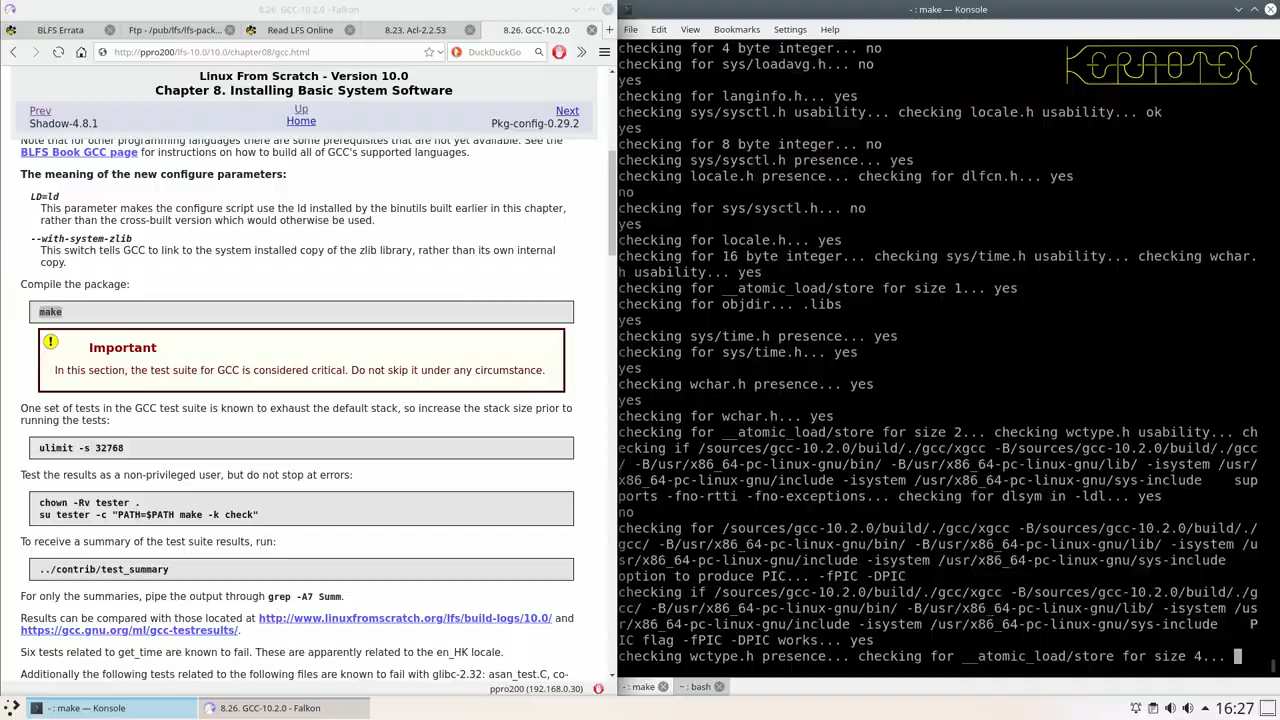 8.26. GCC-10 2.0 - Falkon
BLFS Errata
Ftp - /pub/lfs/lfs-pack...
Read LFS Online
8.23. Acl-2.2.53
8.26. GCC-10.2.0
http://ppro200/lfs-10.0/10.0/chapter08/gcc.html
DuckDuckGo
Linux From Scratch - Version 10.0
Chapter 8. Installing Basic System Software
Prev
Up
Next
Shadow-4.8.1
Home
Pkg-config-0.29.2
Note that for other programming languages there are some prerequisites that are not yet available. See the
BLFS Book GCC page for instructions on how to build all of GCC's supported languages.
The meaning of the new configure parameters:
LD=ld
This parameter makes the configure script use the ld installed by the binutils built earlier in this chapter,
rather than the cross-built version which would otherwise be used.
--with-system-zlib
This switch tells GCC to link to the system installed copy of the zlib library, rather than its own internal
copy.
Compile the package:
make
Important
In this section, the test suite for GCC is considered critical. Do not skip it under any circumstance.
One set of tests in the GCC test suite is known to exhaust the default stack, so increase the stack size prior to
running the tests:
ulimit -s 32768
Test the results as a non-privileged user, but do not stop at errors:
chown -Rv tester .
su tester -c "PATH=$PATH make -k check"
To receive a summary of the test suite results, run:
../contrib/test_summary
For only the summaries, pipe the output through grep -A7 Summ.
Results can be compared with those located at http://www.linuxfromscratch.org/lfs/build-logs/10.0/ and
https://gcc.gnu.org/ml/gcc-testresults/.
Six tests related to get_time are known to fail. These are apparently related to the en_HK locale.
Additionally the following tests related to the following files are known to fail with glibc-2.32: asan_test.C, co-
ppro200 (192.168.0.30)
- : make — Konsole
File Edit View Bookmarks Settings Help
KERNOTEX
checking for 4 byte integer... no
checking for sys/loadavg.h... no
yes
checking for langinfo.h... yes
checking sys/sysctl.h usability... checking locale.h usability... ok
yes
checking for 8 byte integer... no
checking sys/sysctl.h presence... yes
checking locale.h presence... checking for dlfcn.h... yes
no
checking for sys/sysctl.h... no
yes
checking for locale.h... yes
checking for 16 byte integer... checking sys/time.h usability... checking wchar.
h usability... yes
checking for __atomic_load/store for size 1... yes
checking for objdir... .libs
yes
checking sys/time.h presence... yes
checking for sys/time.h... yes
yes
checking wchar.h presence... yes
yes
checking for wchar.h... yes
checking for __atomic_load/store for size 2... checking wctype.h usability... ch
ecking if /sources/gcc-10.2.0/build/./gcc/xgcc -B/sources/gcc-10.2.0/build/./gcc
/ -B/usr/x86_64-pc-linux-gnu/bin/ -B/usr/x86_64-pc-linux-gnu/lib/ -isystem /usr/
x86_64-pc-linux-gnu/include -isystem /usr/x86_64-pc-linux-gnu/sys-include    sup
ports -fno-rtti -fno-exceptions... checking for dlsym in -ldl... yes
no
checking for /sources/gcc-10.2.0/build/./gcc/xgcc -B/sources/gcc-10.2.0/build/./
gcc/ -B/usr/x86_64-pc-linux-gnu/bin/ -B/usr/x86_64-pc-linux-gnu/lib/ -isystem /u
sr/x86_64-pc-linux-gnu/include -isystem /usr/x86_64-pc-linux-gnu/sys-include
option to produce PIC... -fPIC -DPIC
checking if /sources/gcc-10.2.0/build/./gcc/xgcc -B/sources/gcc-10.2.0/build/./g
cc/ -B/usr/x86_64-pc-linux-gnu/bin/ -B/usr/x86_64-pc-linux-gnu/lib/ -isystem /us
r/x86_64-pc-linux-gnu/include -isystem /usr/x86_64-pc-linux-gnu/sys-include    P
IC flag -fPIC -DPIC works... yes
checking wctype.h presence... checking for __atomic_load/store for size 4...
- : make
~ : bash
- : make — Konsole
8.26. GCC-10.2.0 - Falkon
16:27